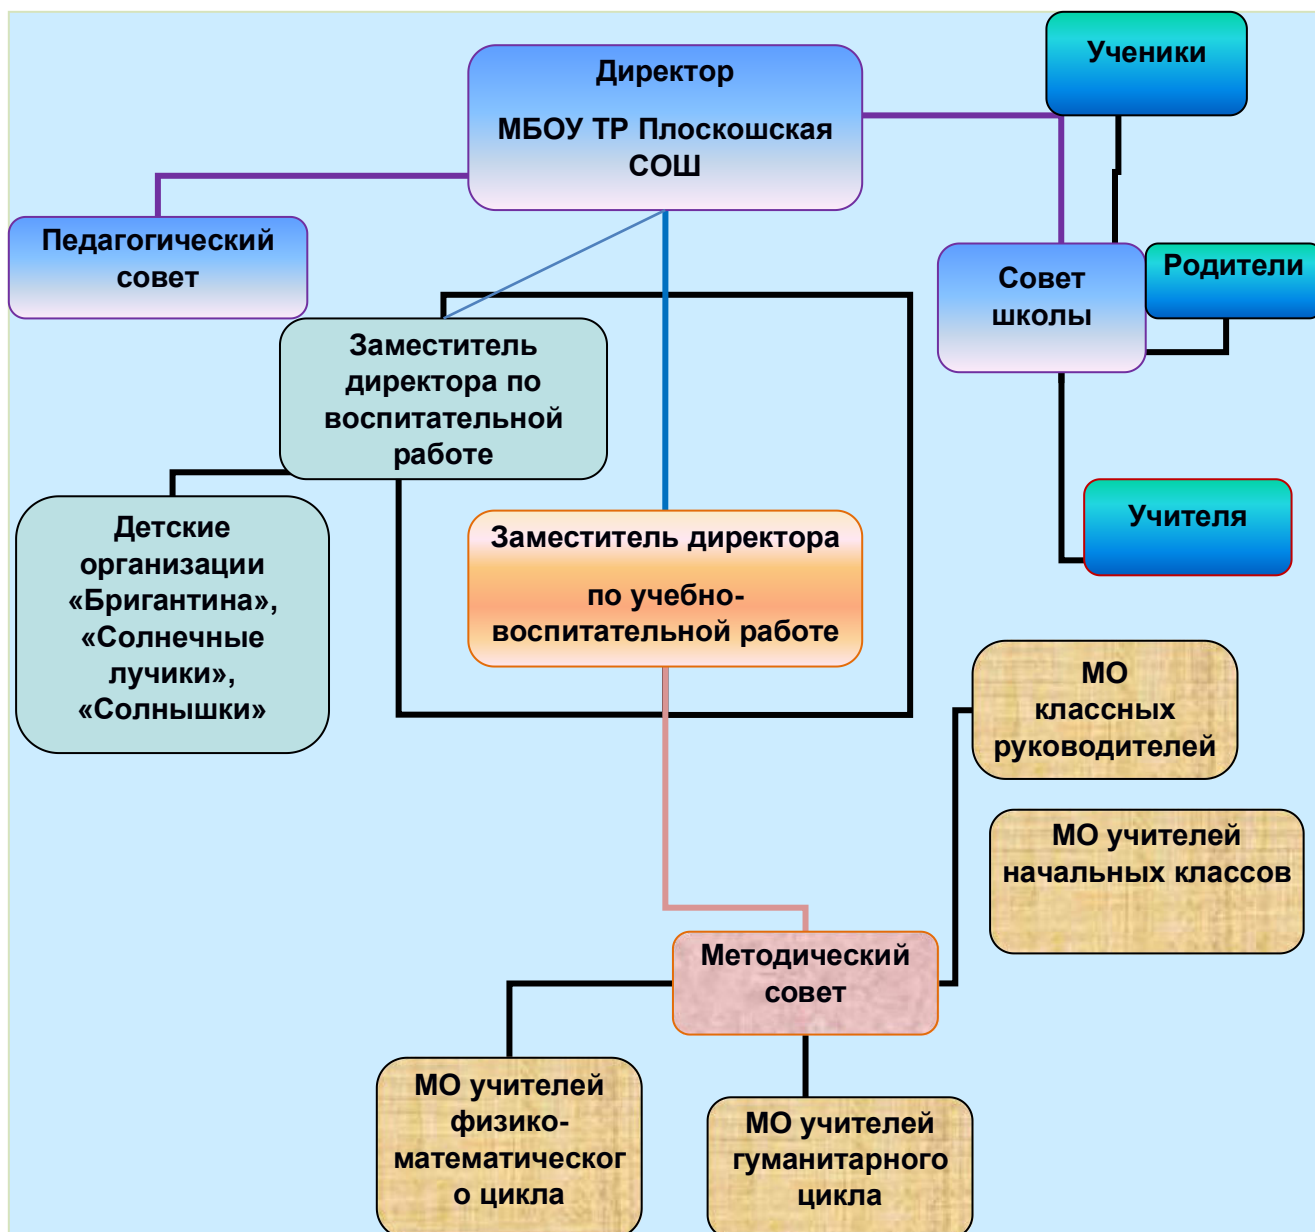 Директор
МБОУ ТР Плоскошская
СОШ
Ученики
Педагогический
совет
Совет
школы
Родители
Заместитель
директора по
воспитательной
работе
Учителя
Детские
организации
«Бригантина»,
«Солнечные
лучики»,
«Солнышки»
Заместитель директора
по учебно-
воспитательной работе
МО
классных
руководителей
МО учителей
начальных классов
Методический
совет
МО учителей
физико-
математическог
о цикла
МО учителей
гуманитарного
цикла